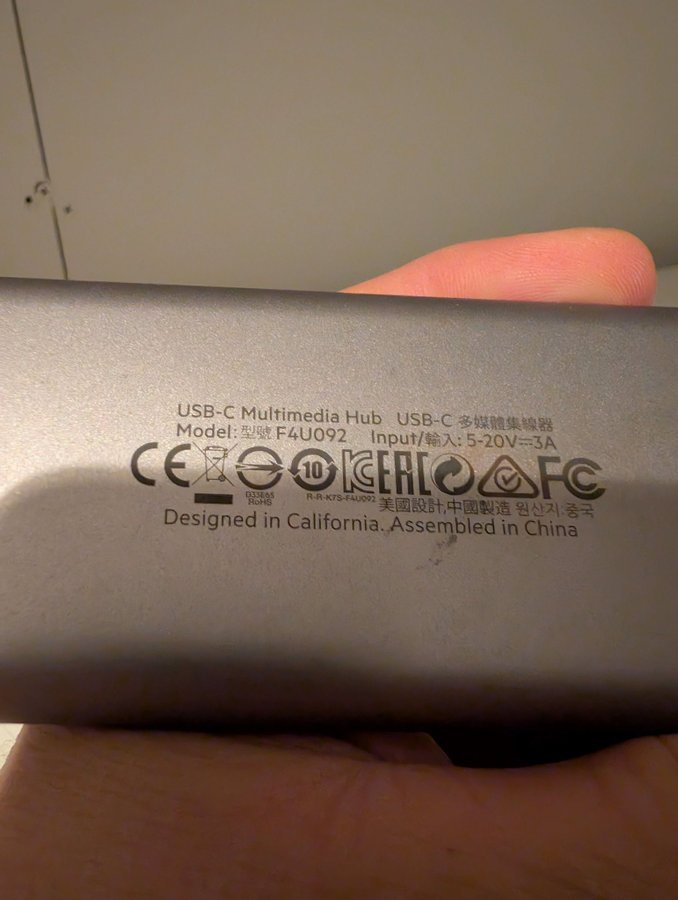 USB-C Multimedia Hub USB-C 多媒體集線器
Model: 型號 F4U092 Input/輸入: 5-20V⎓3A
CE 10 KC EAC FC
D33E65
RoHS
R-R-K7S-F4U092
美國設計,中國製造 원산지:중국
Designed in California. Assembled in China